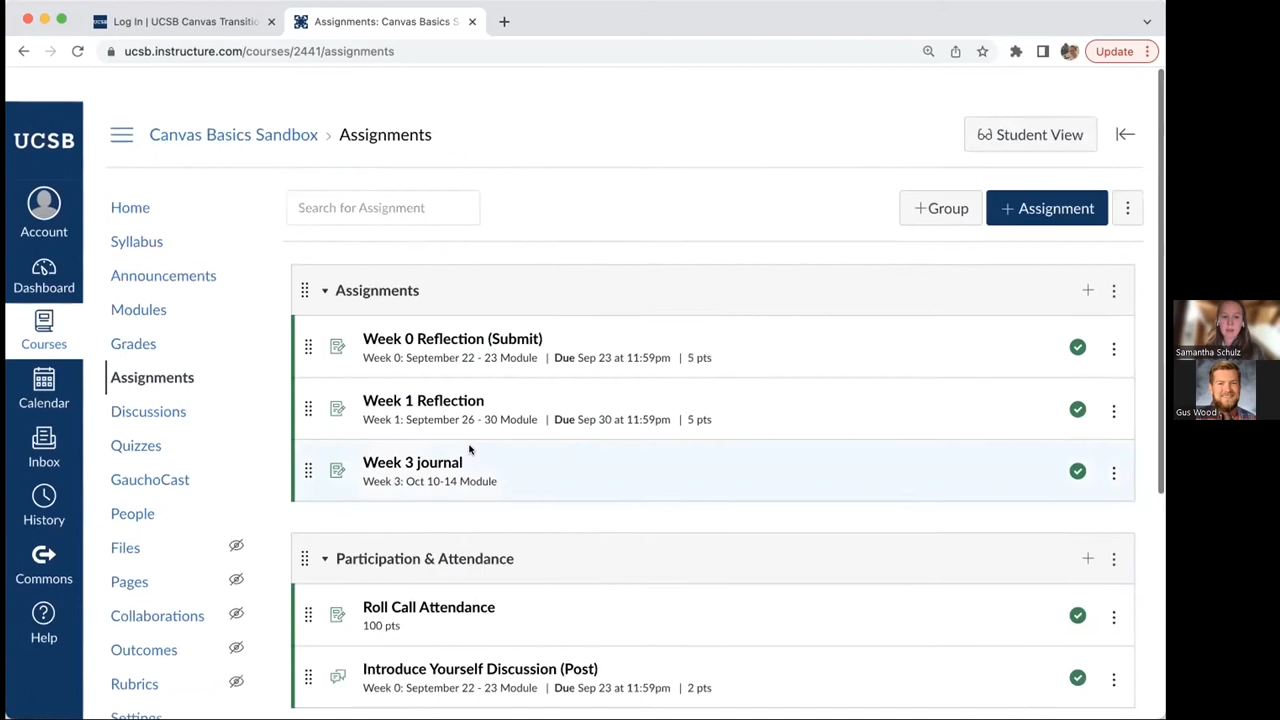 Log In | UCSB Canvas Transitio
Assignments: Canvas Basics S
ucsb.instructure.com/courses/2441/assignments
Update
UCSB
Account
Dashboard
Courses
Calendar
Inbox
History
Commons
Help
Canvas Basics Sandbox › Assignments
Student View
Home
Syllabus
Announcements
Modules
Grades
Assignments
Discussions
Quizzes
GauchoCast
People
Files
Pages
Collaborations
Outcomes
Rubrics
Settings
Search for Assignment
+Group
+ Assignment
Assignments
Week 0 Reflection (Submit)
Week 0: September 22 - 23 Module | Due Sep 23 at 11:59pm | 5 pts
Week 1 Reflection
Week 1: September 26 - 30 Module | Due Sep 30 at 11:59pm | 5 pts
Week 3 journal
Week 3: Oct 10-14 Module
Participation & Attendance
Roll Call Attendance
100 pts
Introduce Yourself Discussion (Post)
Week 0: September 22 - 23 Module | Due Sep 23 at 11:59pm | 2 pts
Samantha Schulz
Gus Wood